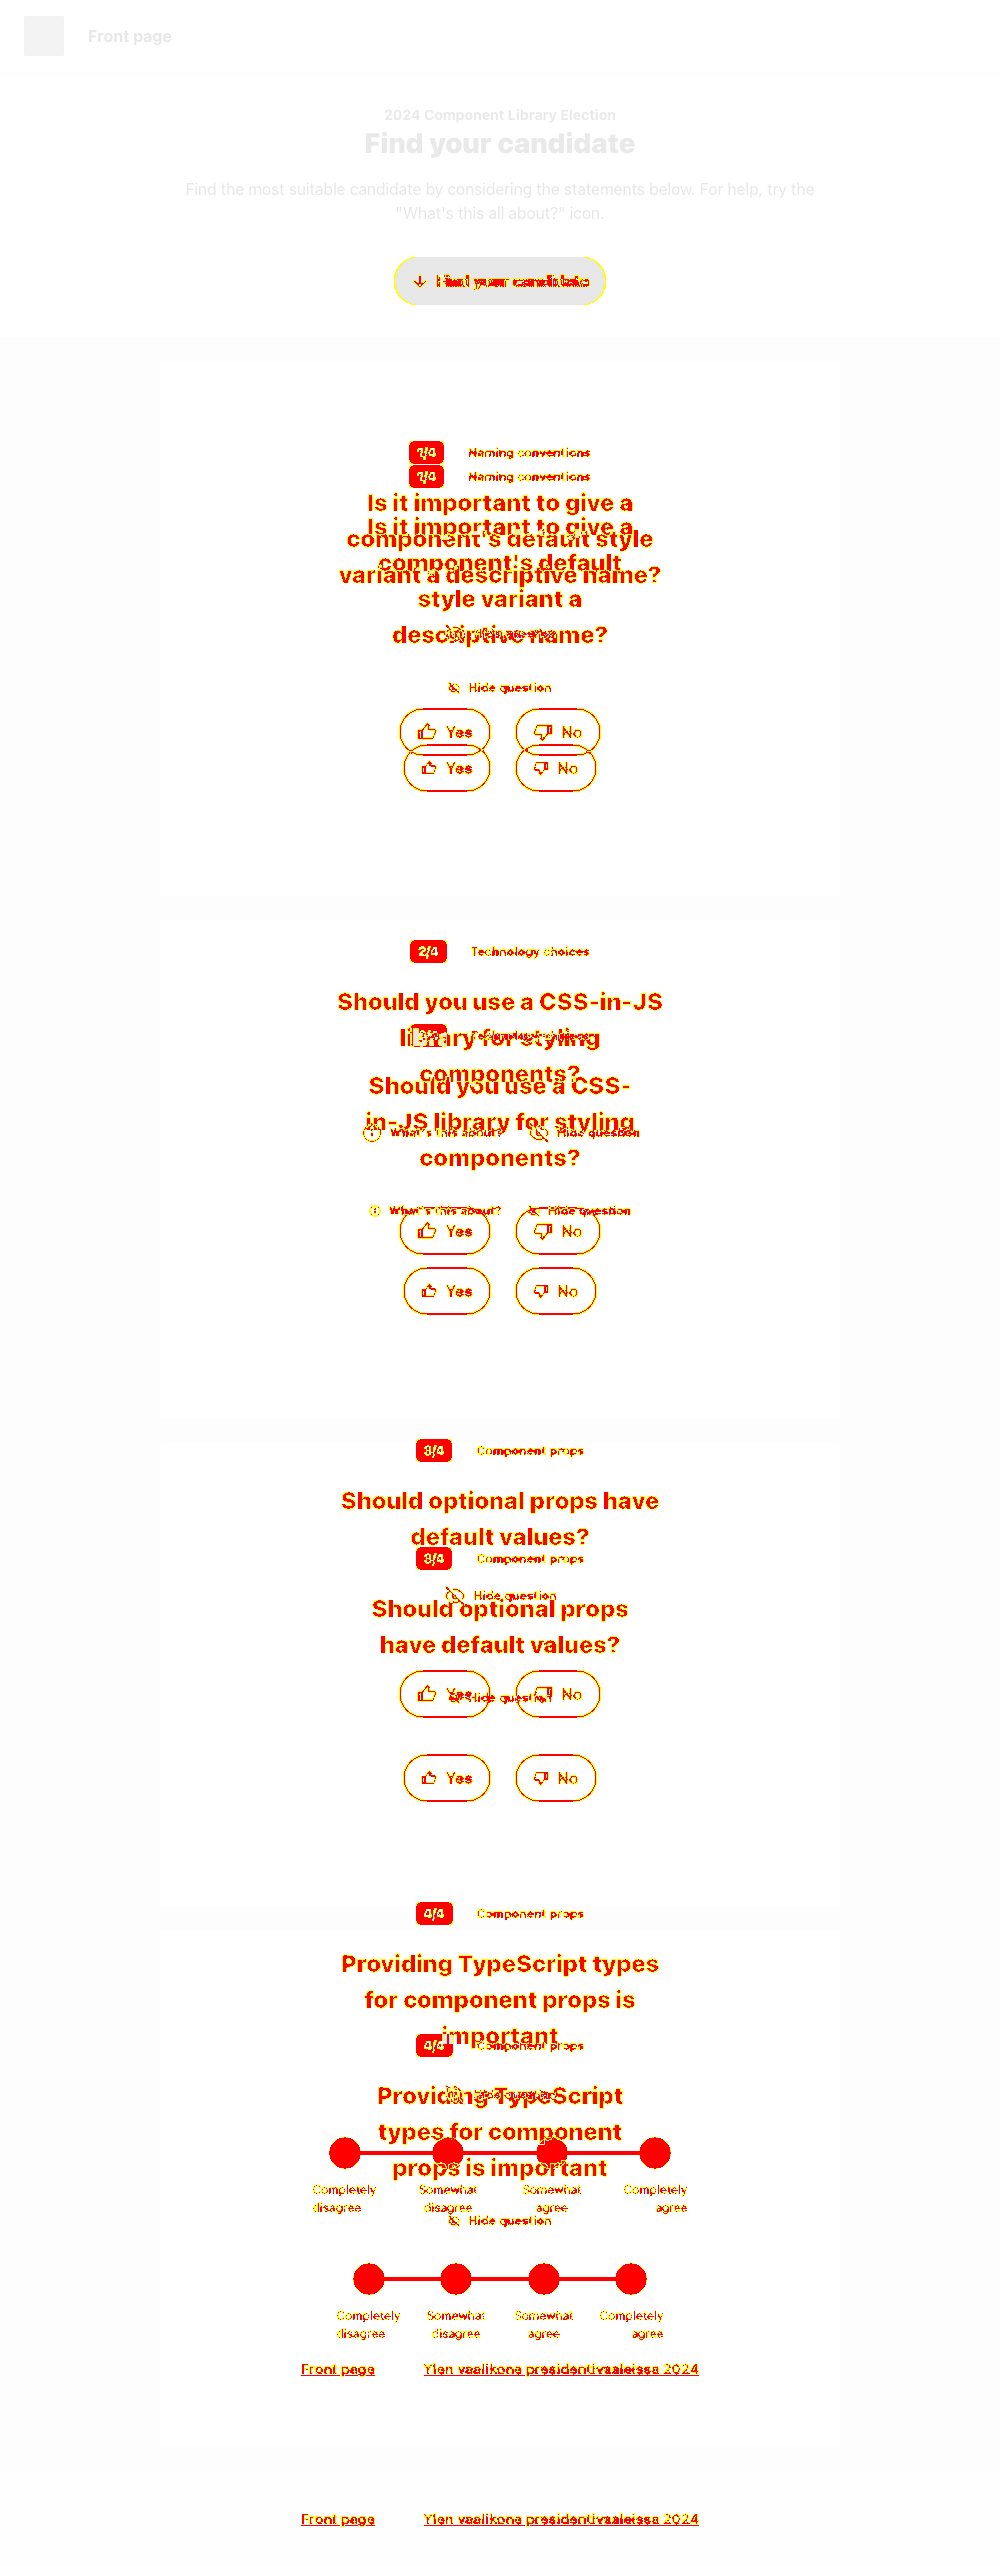 Front page
2024 Component Library Election
Find your candidate
Find the most suitable candidate by considering the statements below. For help, try the
"What's this all about?" icon.
Find your candidate
1/4 Naming conventions
1/4 Naming conventions
Is it important to give a
Is it important to give a
component's default style
component's default
variant a descriptive name?
style variant a
descriptive name?
Hide question
Yes No
Yes No
2/4 Technology choices
Should you use a CSS-in-JS
library for styling
Technology choices
components?
Should you use a CSS-
in-JS library for styling
What's this about? Hide question
components?
What's this about? Hide question
Yes No
Yes No
3/4 Component props
Should optional props have
default values?
3/4 Component props
Hide question
Should optional props
have default values?
Yes No
Hide question
Yes No
4/4 Component props
Providing TypeScript types
for component props is
important
4/4 Component props
Providing TypeScript
types for component
props is important
Completely disagree Somewhat disagree Somewhat agree Completely agree
Hide question
Completely disagree Somewhat disagree Somewhat agree Completely agree
Front page Ylen vaalikone presidentivaaleissa 2024
Front page Ylen vaalikone presidentivaaleissa 2024